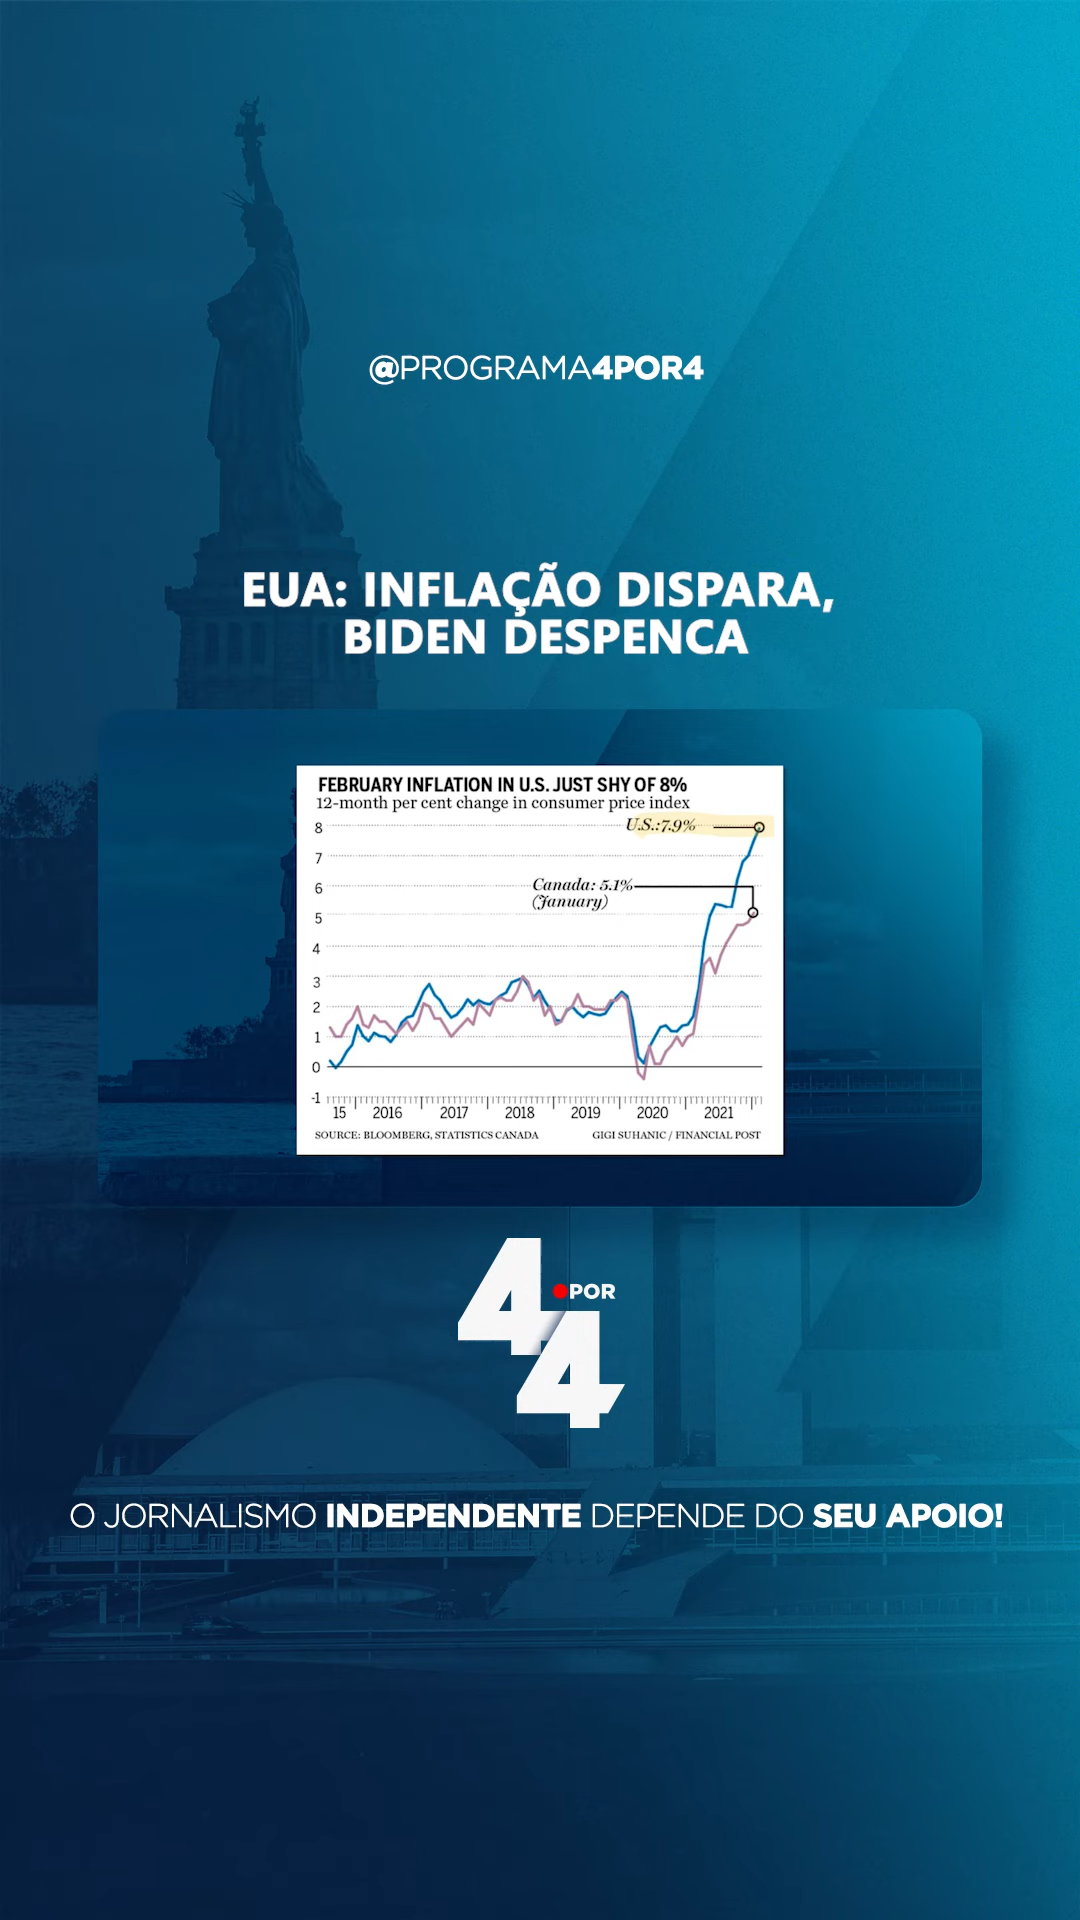 @PROGRAMA4POR4
EUA: INFLAÇÃO DISPARA,
BIDEN DESPENCA
FEBRUARY INFLATION IN U.S. JUST SHY OF 8%
12-month per cent change in consumer price index
8
U.S.:7.9%
7
6
Canada: 5.1%
(January)
5
4
3
2
1
0
-1
15 2016 2017 2018 2019 2020 2021
SOURCE: BLOOMBERG, STATISTICS CANADA GIGI SUHANIC / FINANCIAL POST
4
POR
4
O JORNALISMO INDEPENDENTE DEPENDE DO SEU APOIO!